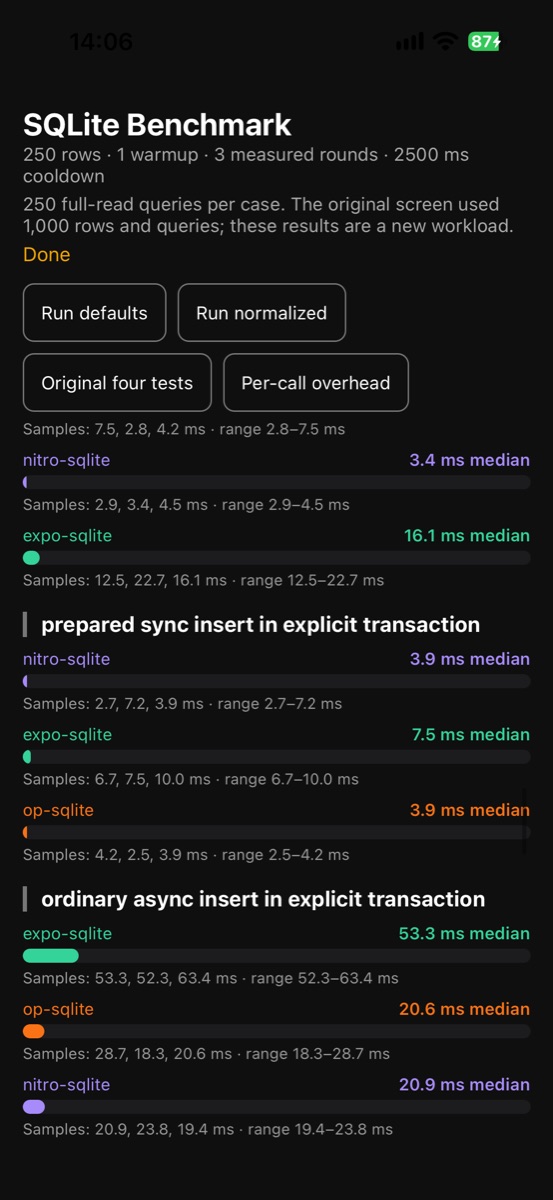 14:06
87
SQLite Benchmark
250 rows · 1 warmup · 3 measured rounds · 2500 ms
cooldown
250 full-read queries per case. The original screen used
1,000 rows and queries; these results are a new workload.
Done
Run defaults
Run normalized
Original four tests
Per-call overhead
Samples: 7.5, 2.8, 4.2 ms · range 2.8–7.5 ms
nitro-sqlite 3.4 ms median
Samples: 2.9, 3.4, 4.5 ms · range 2.9–4.5 ms
expo-sqlite 16.1 ms median
Samples: 12.5, 22.7, 16.1 ms · range 12.5–22.7 ms
prepared sync insert in explicit transaction
nitro-sqlite 3.9 ms median
Samples: 2.7, 7.2, 3.9 ms · range 2.7–7.2 ms
expo-sqlite 7.5 ms median
Samples: 6.7, 7.5, 10.0 ms · range 6.7–10.0 ms
op-sqlite 3.9 ms median
Samples: 4.2, 2.5, 3.9 ms · range 2.5–4.2 ms
ordinary async insert in explicit transaction
expo-sqlite 53.3 ms median
Samples: 53.3, 52.3, 63.4 ms · range 52.3–63.4 ms
op-sqlite 20.6 ms median
Samples: 28.7, 18.3, 20.6 ms · range 18.3–28.7 ms
nitro-sqlite 20.9 ms median
Samples: 20.9, 23.8, 19.4 ms · range 19.4–23.8 ms